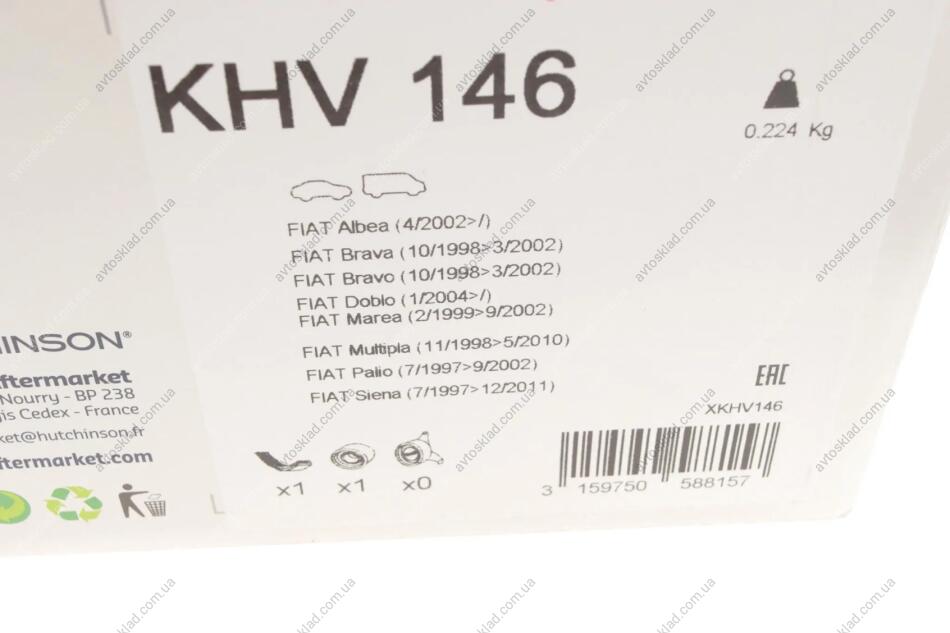 KHV 146
0.224 Kg
FIAT Albea (4/2002>/)
FIAT Brava (10/1998>3/2002)
FIAT Bravo (10/1998>3/2002)
FIAT Doblo (1/2004>/)
FIAT Marea (2/1999>9/2002)
FIAT Multipla (11/1998>5/2010)
FIAT Palio (7/1997>9/2002)
FIAT Siena (7/1997>12/2011)
x1 x1 x0
EAC
XKHV146
3 159750 588157
INSON®
ftermarket
Nourry - BP 238
is Cedex - France
ket@hutchinson.fr
ftermarket.com
avtosklad.com.ua